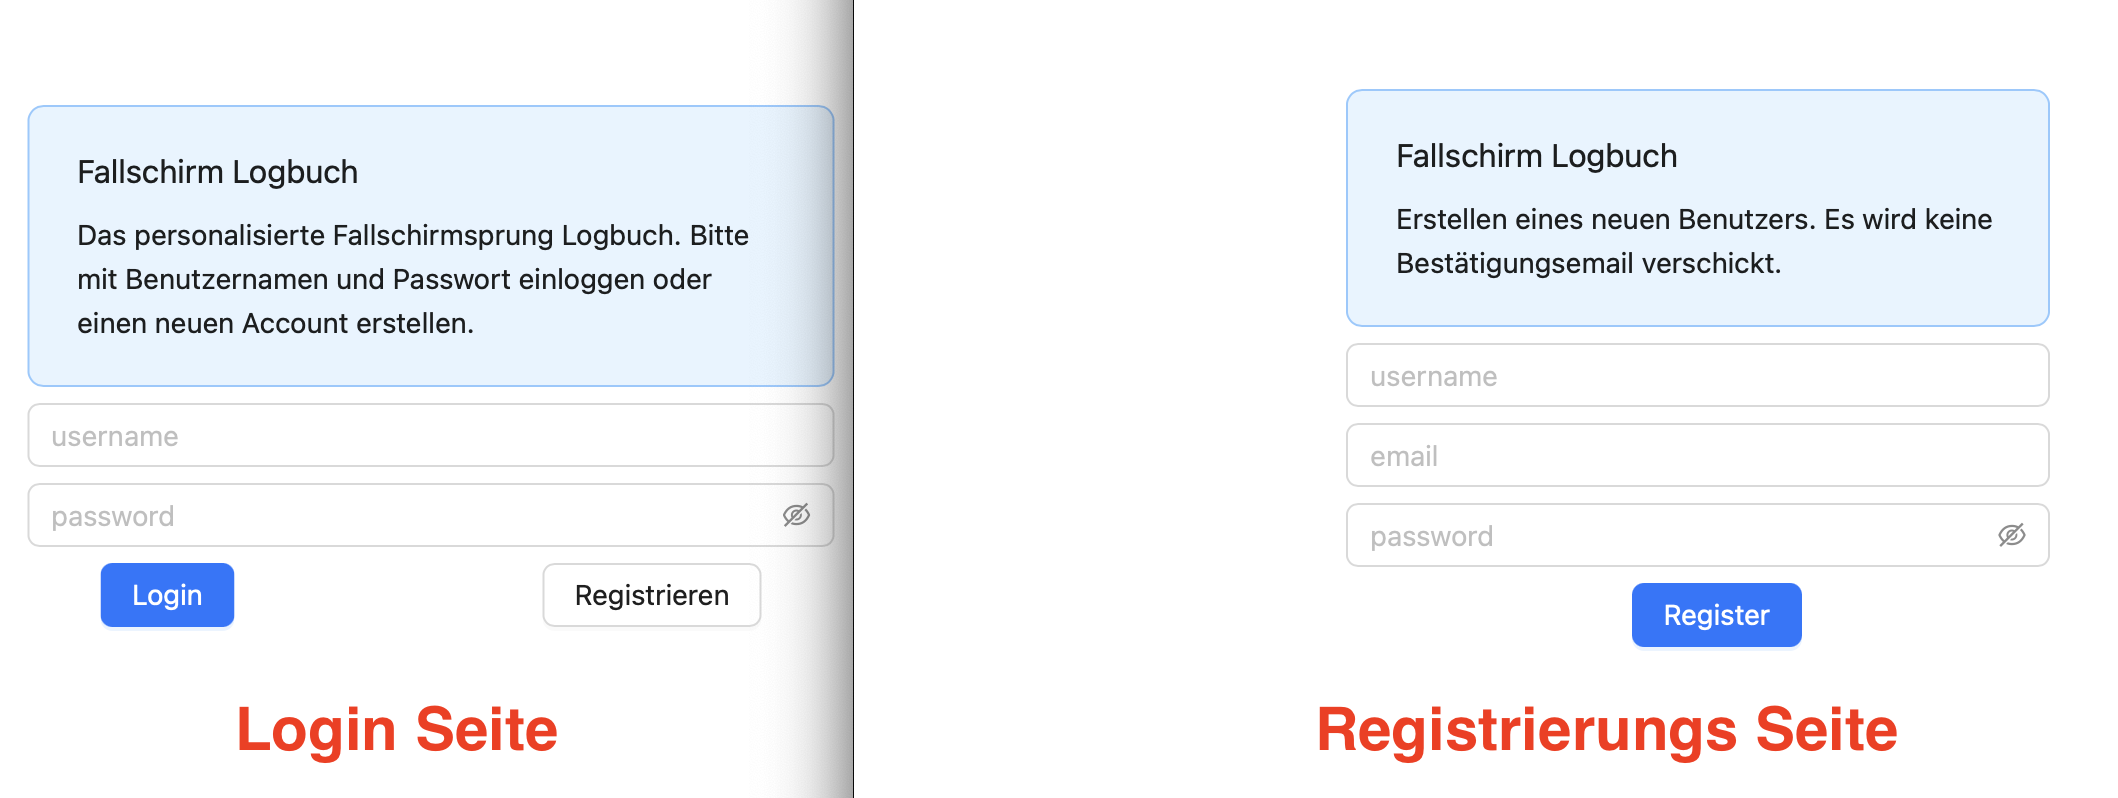 Fallschirm Logbuch
Das personalisierte Fallschirmsprung Logbuch. Bitte
mit Benutzernamen und Passwort einloggen oder
einen neuen Account erstellen.
username
password
Login
Registrieren
Login Seite
Fallschirm Logbuch
Erstellen eines neuen Benutzers. Es wird keine
Bestätigungsemail verschickt.
username
email
password
Register
Registrierungs Seite